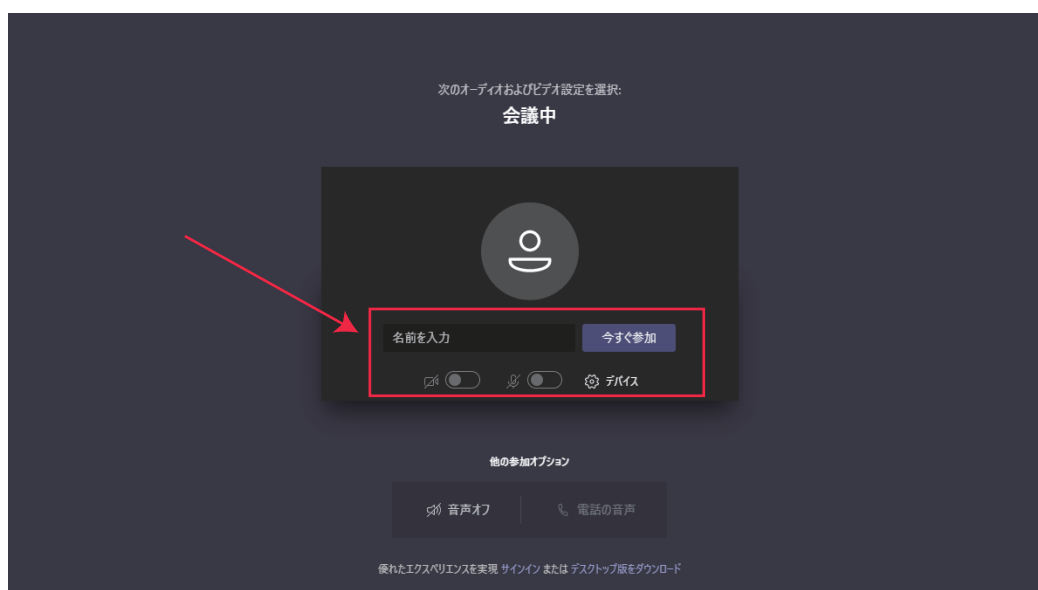 次のオーディオおよびビデオ設定を選択:
会議中
名前を入力 今すぐ参加
デバイス
他の参加オプション
音声オフ 電話の音声
優れたエクスペリエンスを実現 サインイン または デスクトップ版をダウンロード